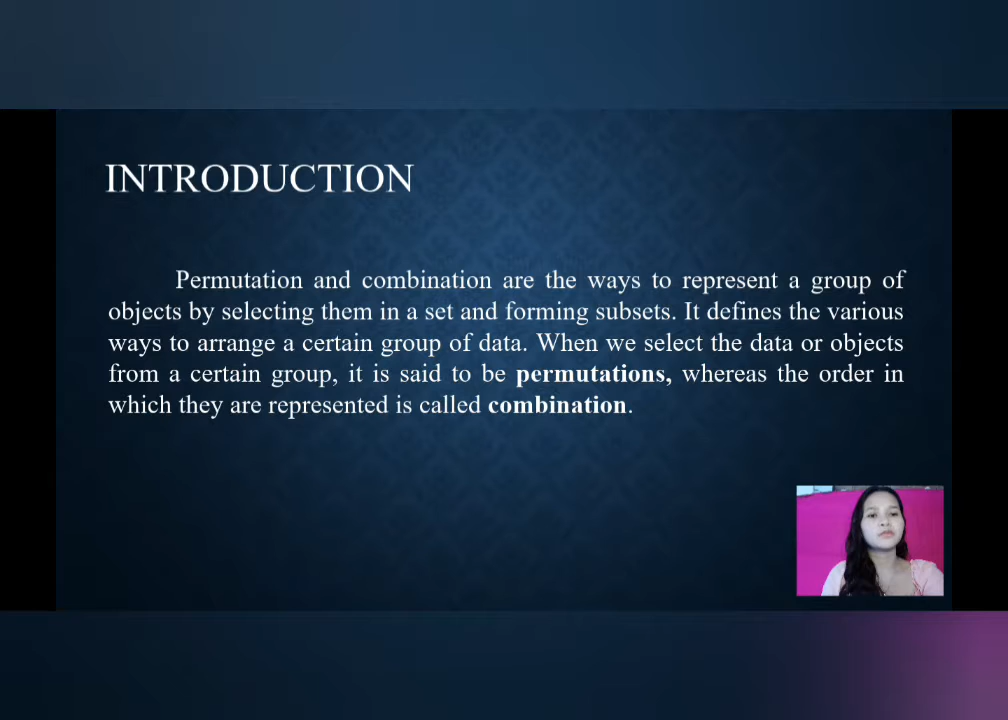 INTRODUCTION
Permutation and combination are the ways to represent a group of
objects by selecting them in a set and forming subsets. It defines the various
ways to arrange a certain group of data. When we select the data or objects
from a certain group, it is said to be permutations, whereas the order in
which they are represented is called combination.